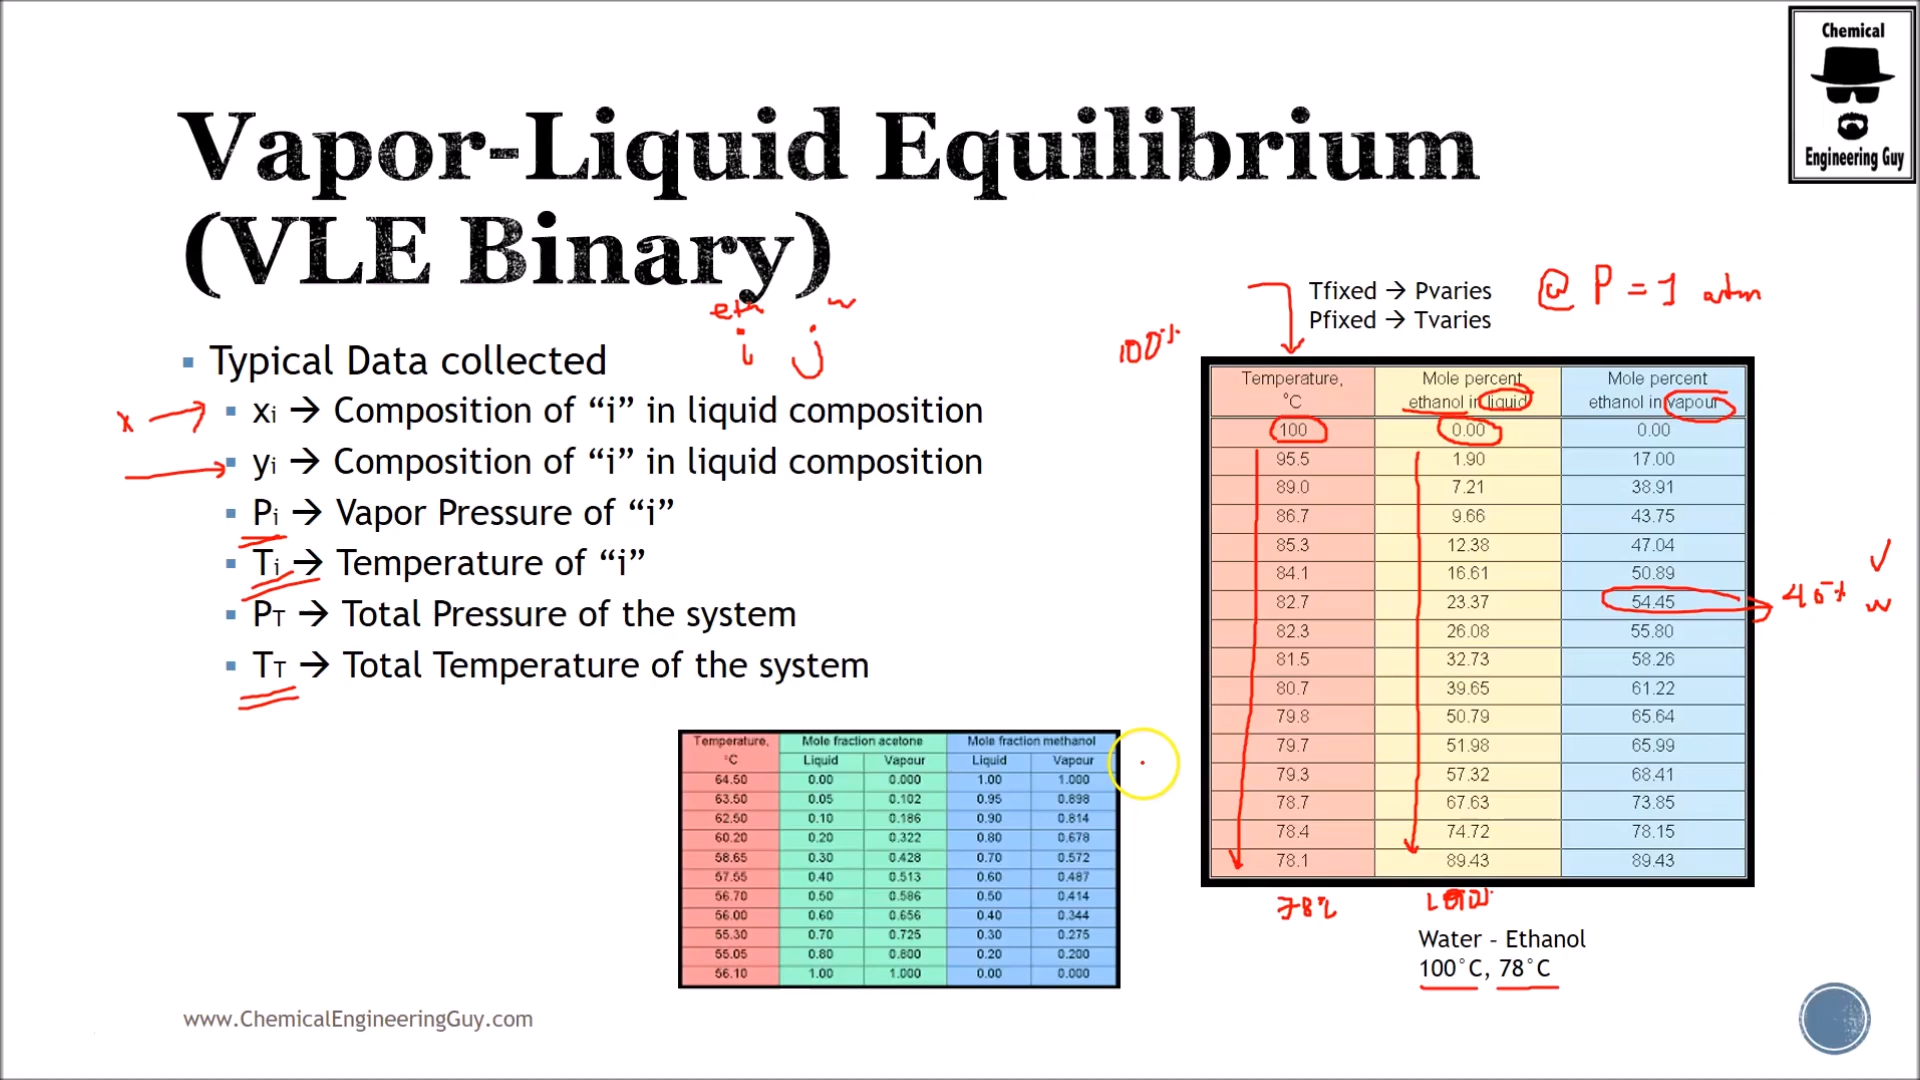 Chemical
Engineering Guy
Vapor-Liquid Equilibrium
(VLE Binary)
eth w
i j
Typical Data collected
x
xi → Composition of “i” in liquid composition
yi → Composition of “i” in liquid composition
Pi → Vapor Pressure of “i”
Ti → Temperature of “i”
PT → Total Pressure of the system
TT → Total Temperature of the system
Tfixed → Pvaries
Pfixed → Tvaries
@ P = 1 atm
100%
Temperature, Mole percent Mole percent
°C ethanol in liquid ethanol in vapour
100 0.00 0.00
95.5 1.90 17.00
89.0 7.21 38.91
86.7 9.66 43.75
85.3 12.38 47.04
84.1 16.61 50.89
82.7 23.37 54.45
82.3 26.08 55.80
81.5 32.73 58.26
80.7 39.65 61.22
79.8 50.79 65.64
79.7 51.98 65.99
79.3 57.32 68.41
78.7 67.63 73.85
78.4 74.72 78.15
78.1 89.43 89.43
w
Water - Ethanol
100°C, 78°C
Temperature, Mole fraction acetone Mole fraction methanol
°C Liquid Vapour Liquid Vapour
64.50 0.00 0.000 1.00 1.000
63.50 0.05 0.102 0.95 0.898
62.50 0.10 0.186 0.90 0.814
60.20 0.20 0.322 0.80 0.678
58.65 0.30 0.428 0.70 0.572
57.55 0.40 0.513 0.60 0.487
56.70 0.50 0.586 0.50 0.414
56.00 0.60 0.656 0.40 0.344
55.30 0.70 0.725 0.30 0.275
55.05 0.80 0.800 0.20 0.200
56.10 1.00 1.000 0.00 0.000
www.ChemicalEngineeringGuy.com